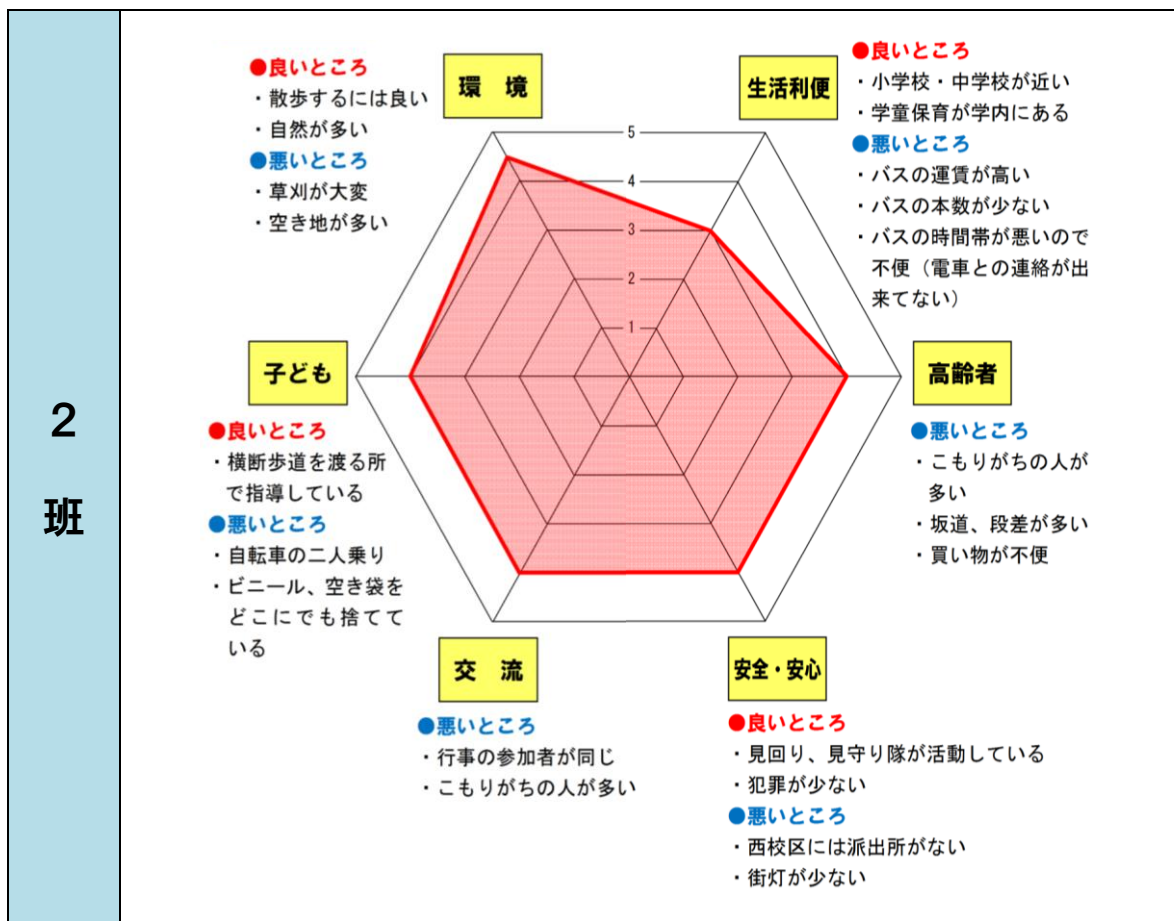 2
班
環 境
●良いところ
・散歩するには良い
・自然が多い
●悪いところ
・草刈が大変
・空き地が多い
生活利便
●良いところ
・小学校・中学校が近い
・学童保育が学内にある
●悪いところ
・バスの運賃が高い
・バスの本数が少ない
・バスの時間帯が悪いので
不便（電車との連絡が出
来てない）
5
4
3
2
1
子ども
●良いところ
・横断歩道を渡る所
で指導している
●悪いところ
・自転車の二人乗り
・ビニール、空き袋を
どこにでも捨てて
いる
高齢者
●悪いところ
・こもりがちの人が
多い
・坂道、段差が多い
・買い物が不便
交 流
●悪いところ
・行事の参加者が同じ
・こもりがちの人が多い
安全・安心
●良いところ
・見回り、見守り隊が活動している
・犯罪が少ない
●悪いところ
・西校区には派出所がない
・街灯が少ない